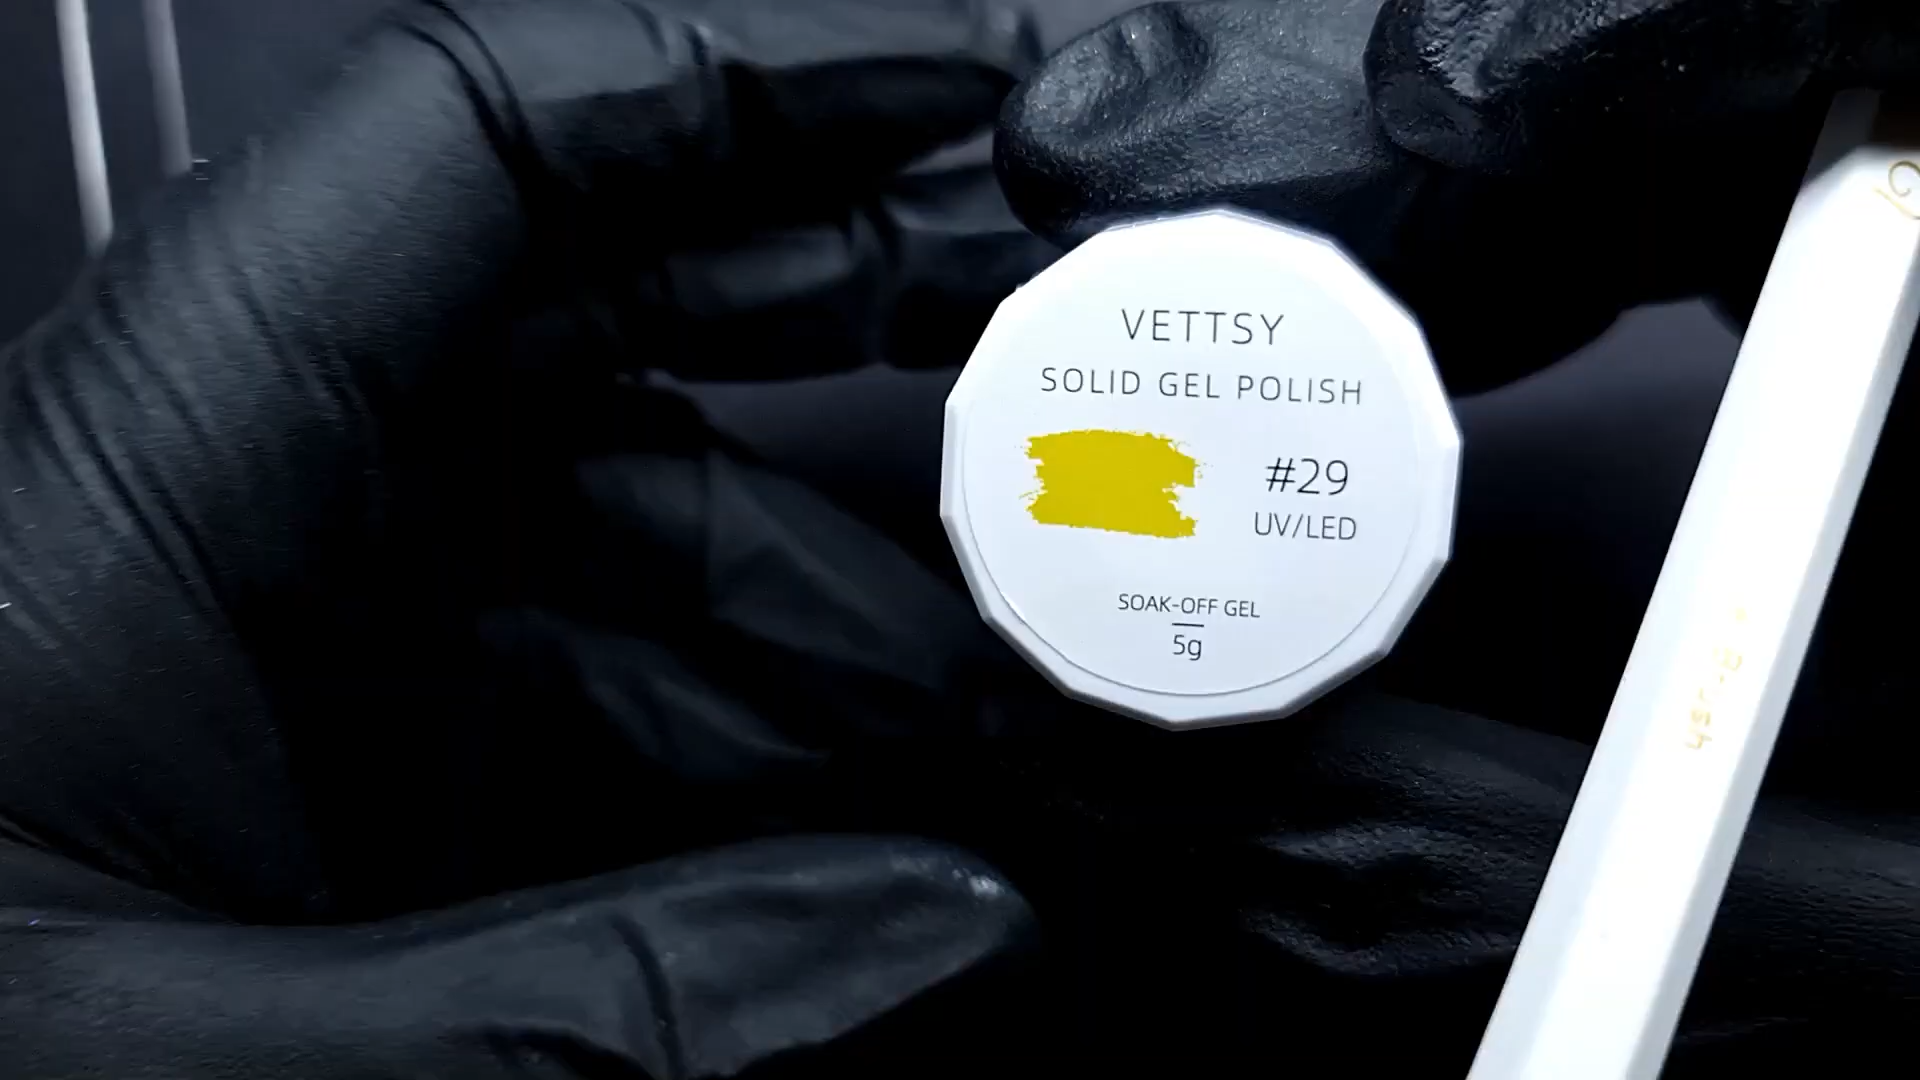 VETTSY
SOLID GEL POLISH
#29
UV/LED
SOAK-OFF GEL
5g